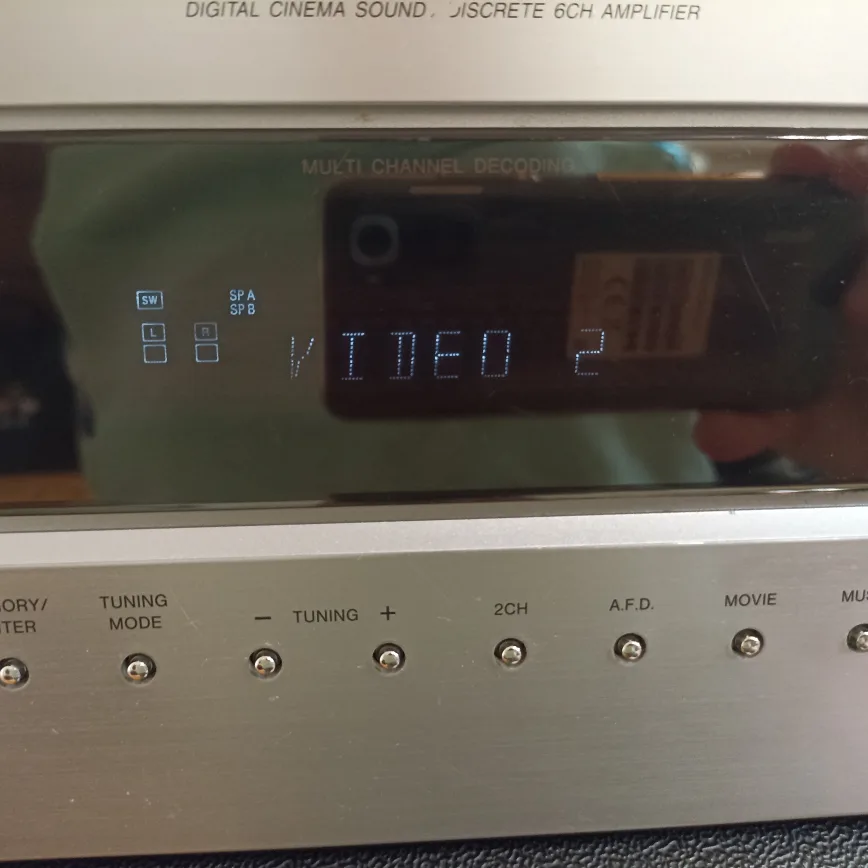 DIGITAL CINEMA SOUND, DISCRETE 6CH AMPLIFIER
MULTI CHANNEL DECODING
SW
SP A
SP B
L R
VIDEO 2
TUNING
MODE
− TUNING +
2CH
A.F.D.
MOVIE